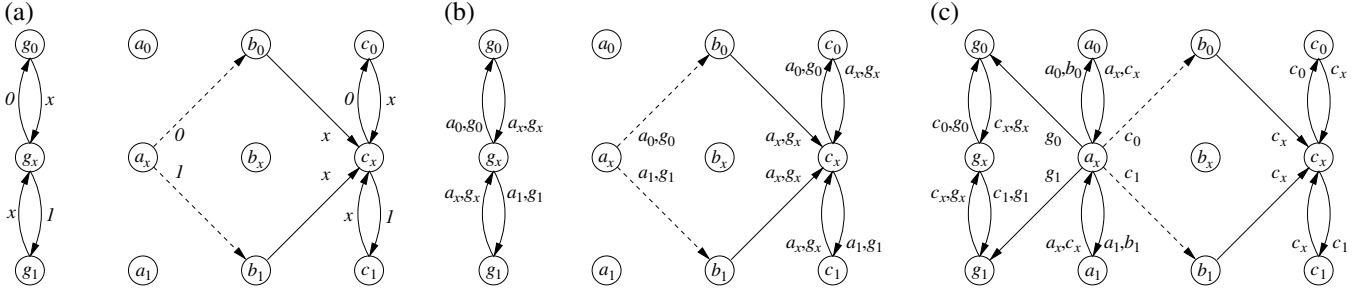 (a) (b) (c)
g0 a0 b0 c0 g0 a0 b0 c0 g0 a0 b0 c0
a0,g0 ax,gx a0,b0 ax,cx c0 cx
0 x 0 x
0 x a0,g0 ax,gx a0,g0 ax,gx c0,g0 cx,gx g0 c0 cx
gx ax bx cx gx ax bx cx gx ax bx cx
1 x ax,gx a1,g1 a1,g1 ax,gx cx,gx c1,g1 g1 c1 cx
x 1 x 1
ax,gx a1,g1 ax,cx a1,b1 cx c1
g1 a1 b1 c1 g1 a1 b1 c1 g1 a1 b1 c1